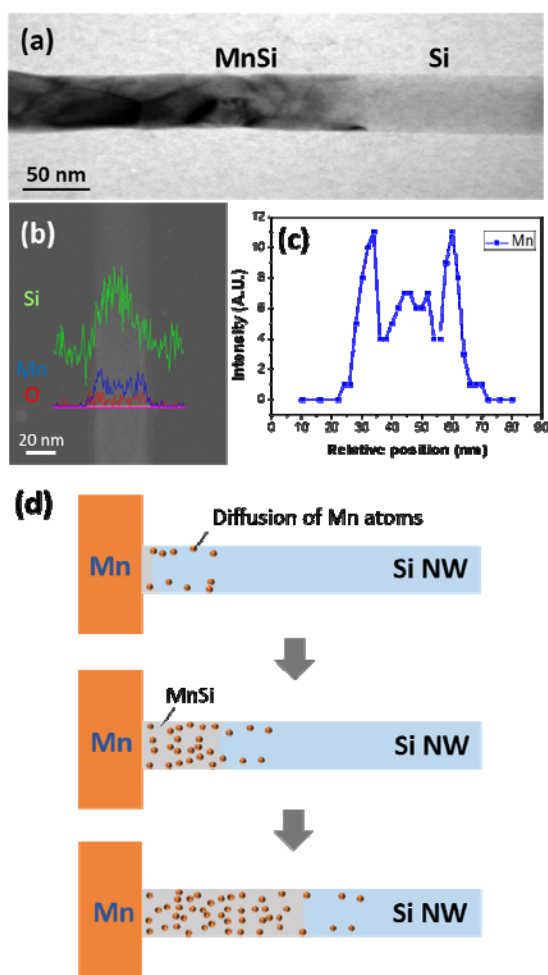 (a)
MnSi Si
50 nm
(b)
Si
Mn
O
20 nm
(c)
Mn
Intensity (A.U.)
12
10
8
6
4
2
0
0 10 20 30 40 50 60 70 80 90
Relative position (nm)
(d)
Diffusion of Mn atoms
Mn Si NW
MnSi
Mn Si NW
Mn Si NW